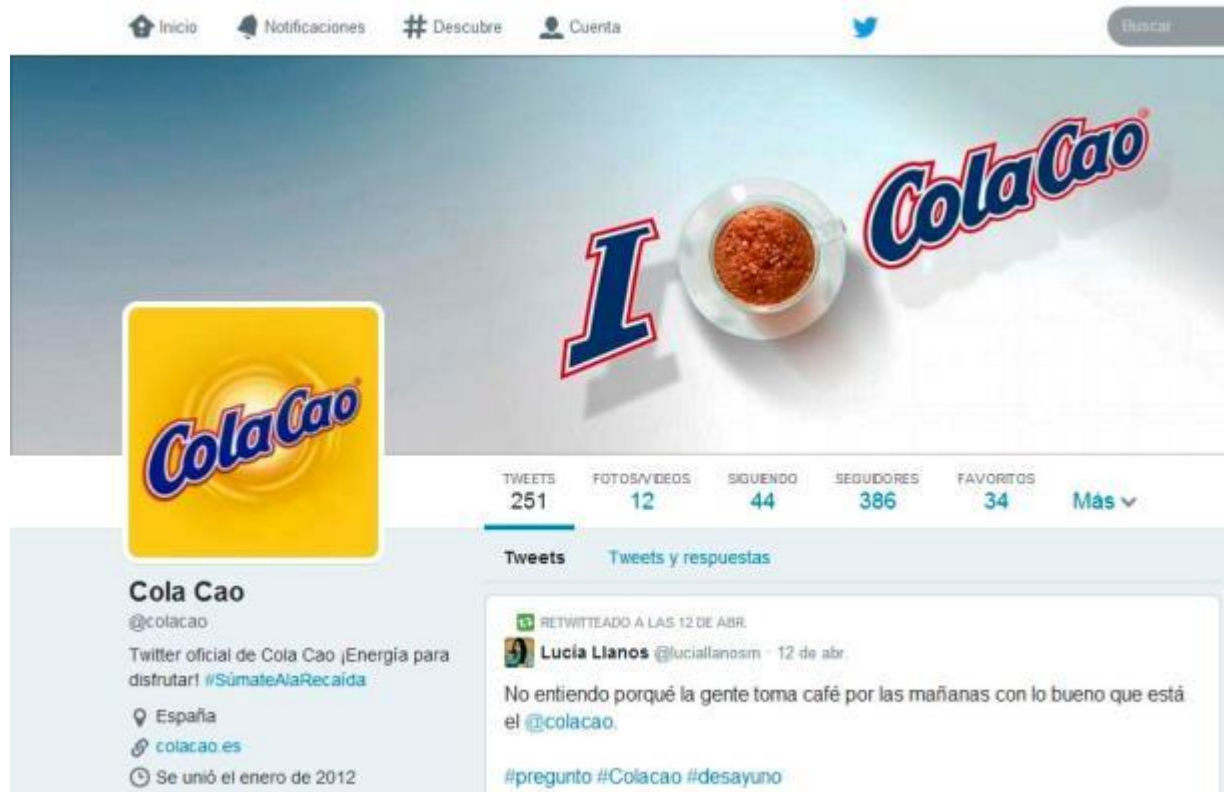 Inicio Notificaciones Descubre Cuenta Buscar
I ColaCao®
ColaCao®
TWEETS FOTOS/VIDEOS SIGUIENDO SEGUIDORES FAVORITOS
251 12 44 386 34 Más
Tweets Tweets y respuestas
Cola Cao
@colacao
Twitter oficial de Cola Cao ¡Energía para
disfrutar! #SúmateAlaRecaída
España
colacao.es
Se unió el enero de 2012
RETWITTEADO A LAS 12 DE ABR.
Lucía Llanos @luciallanosm · 12 de abr.
No entiendo porqué la gente toma café por las mañanas con lo bueno que está
el @colacao.
#pregunto #Colacao #desayuno